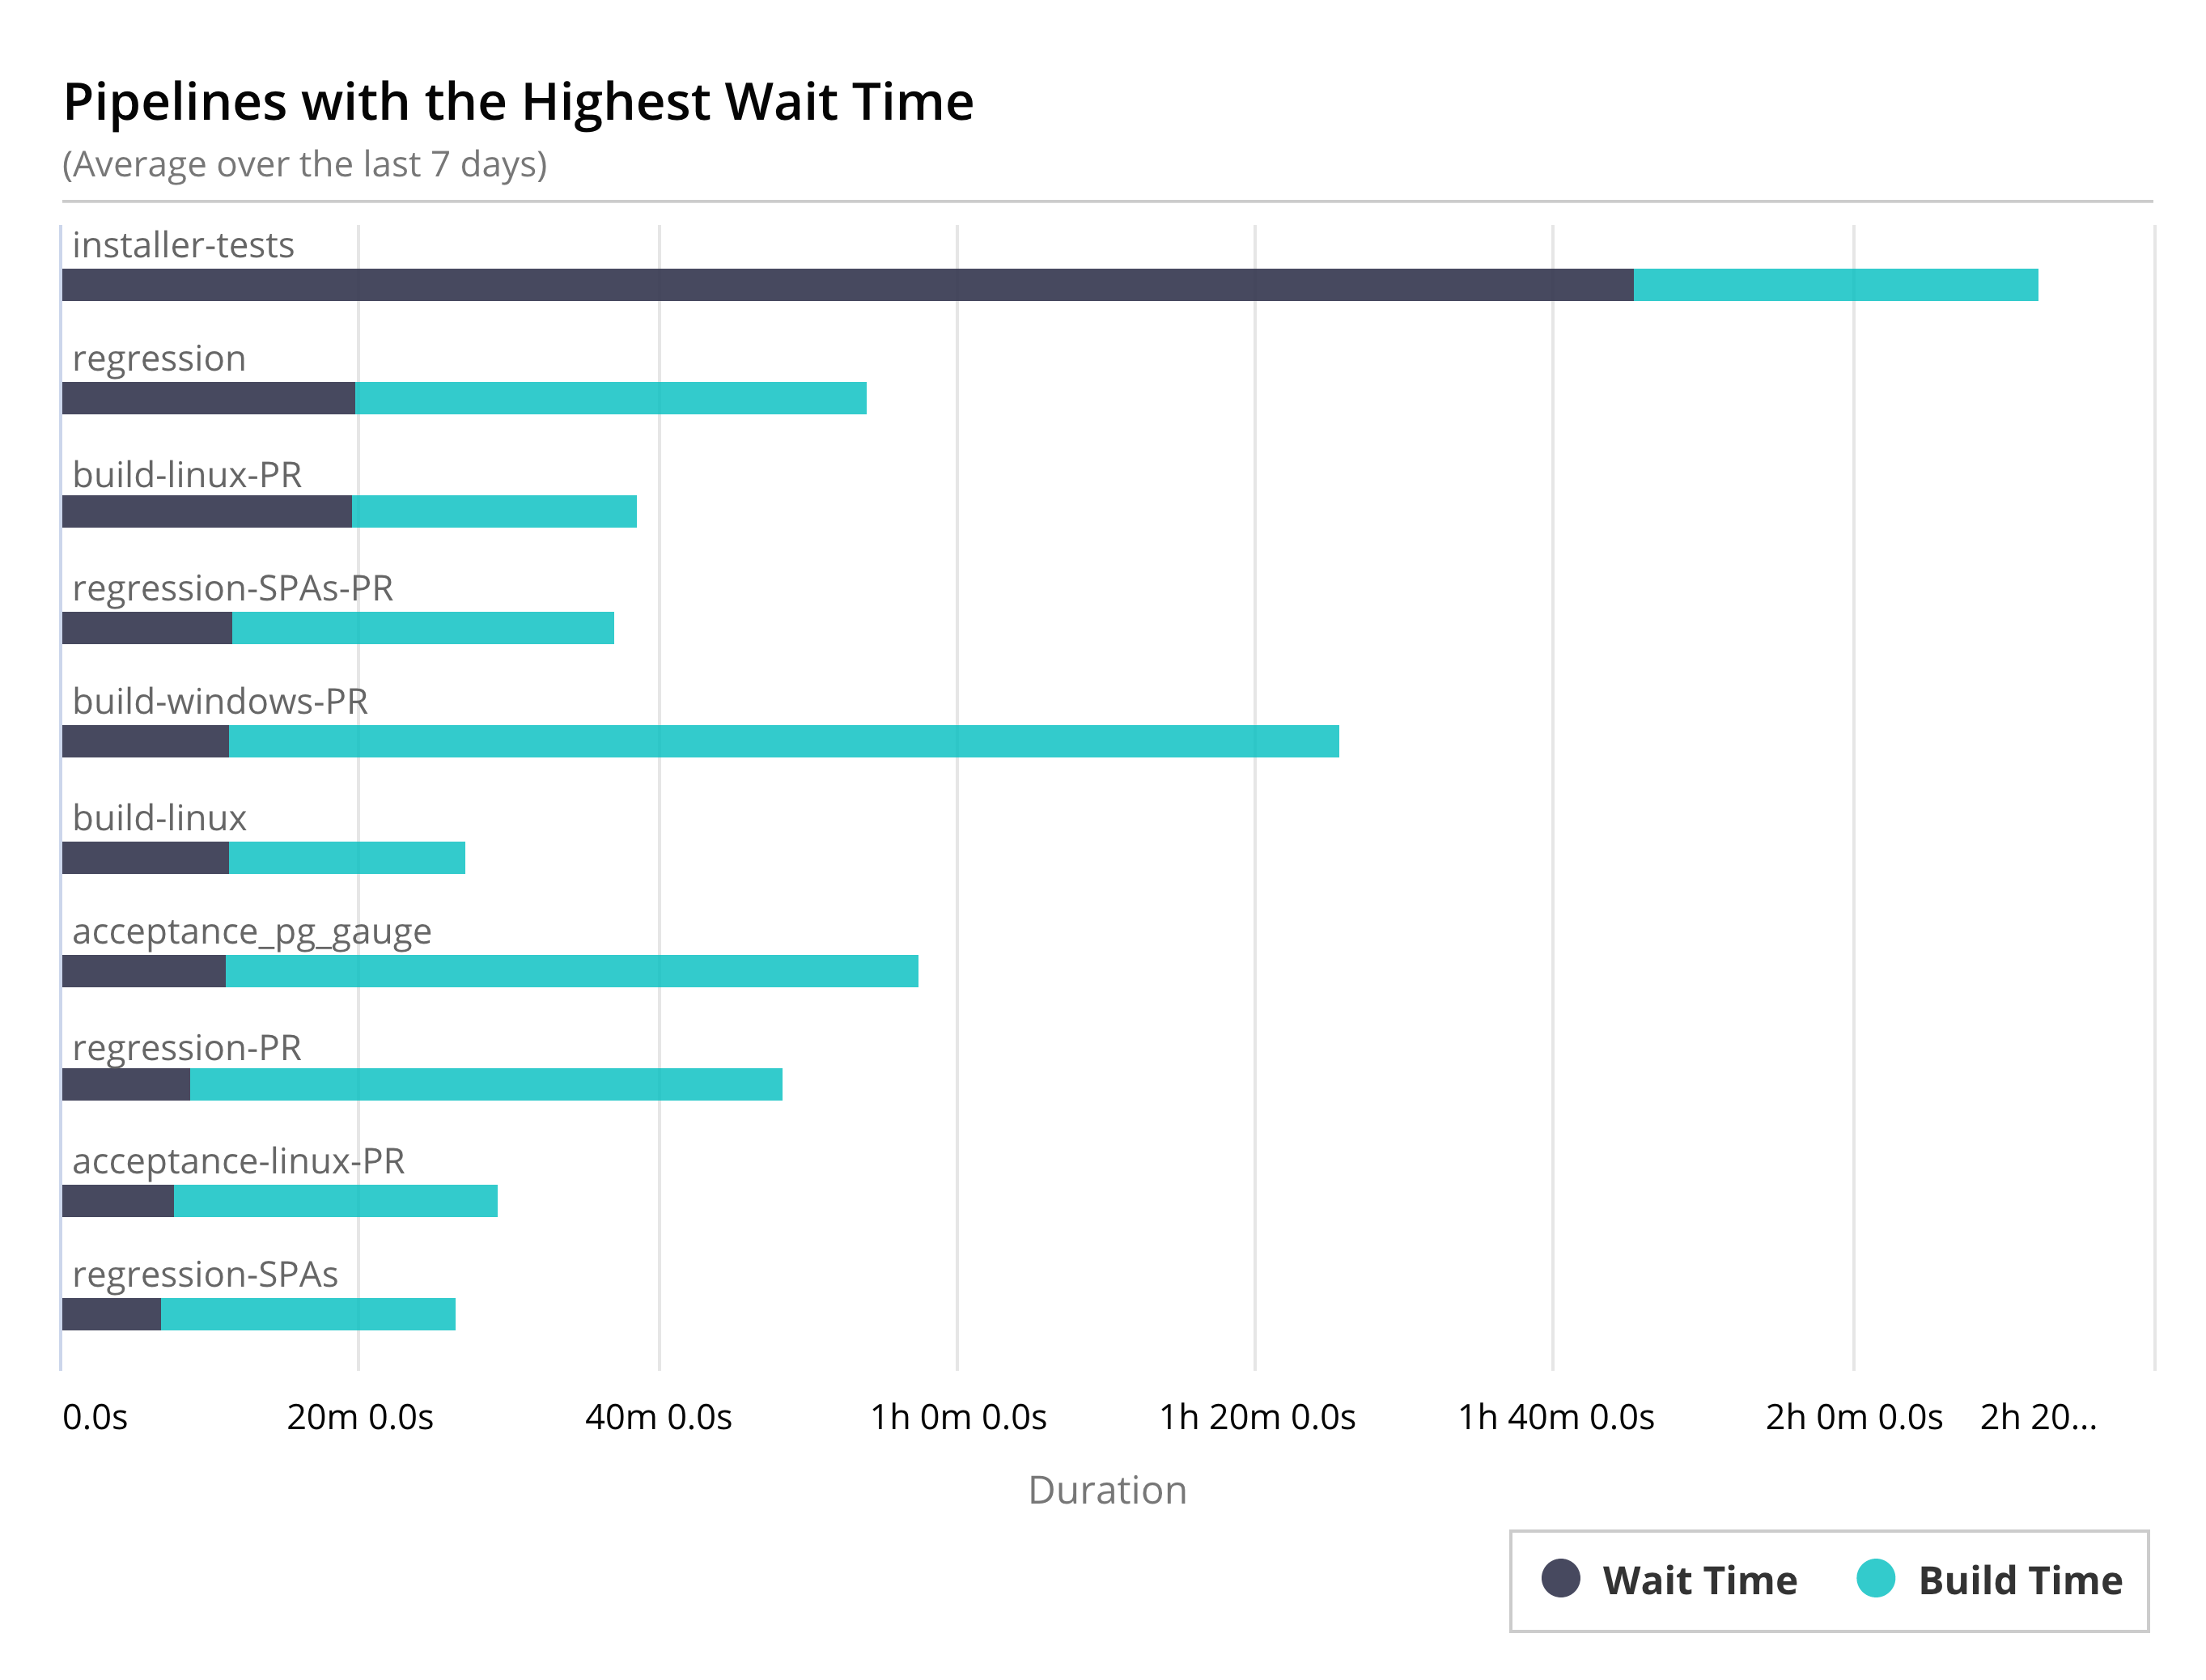 Pipelines with the Highest Wait Time
(Average over the last 7 days)
installer-tests
regression
build-linux-PR
regression-SPAs-PR
build-windows-PR
build-linux
acceptance_pg_gauge
regression-PR
acceptance-linux-PR
regression-SPAs
0.0s 20m 0.0s 40m 0.0s 1h 0m 0.0s 1h 20m 0.0s 1h 40m 0.0s 2h 0m 0.0s 2h 20...
Duration
Wait Time Build Time